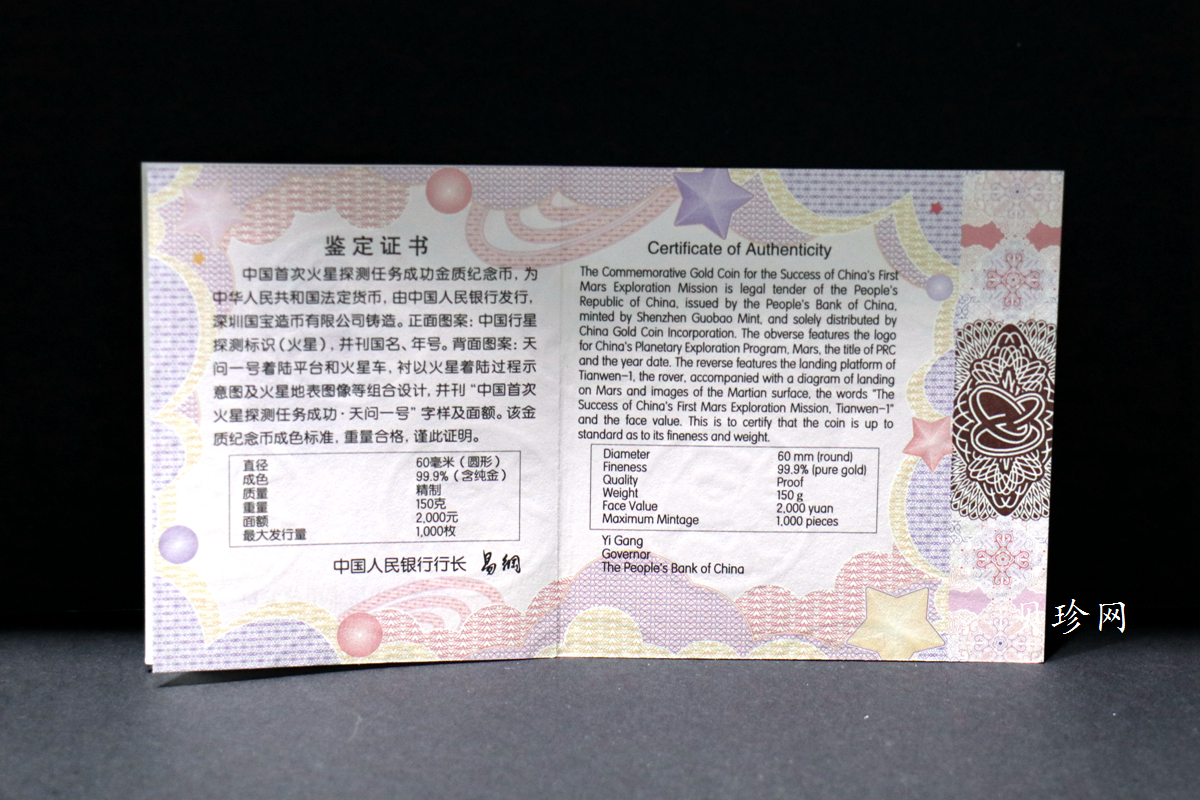 鉴定证书
中国首次火星探测任务成功金质纪念币，为
中华人民共和国法定货币，由中国人民银行发行，
深圳国宝造币有限公司铸造。正面图案：中国行星
探测标识（火星），并刊国名、年号。背面图案：天
问一号着陆平台和火星车，衬以火星着陆过程示
意图及火星地表图像等组合设计，并刊“中国首次
火星探测任务成功·天问一号”字样及面额。该金
质纪念币成色标准，重量合格，谨此证明。
直径 60毫米（圆形）
成色 99.9%（含纯金）
质量 精制
重量 150克
面额 2,000元
最大发行量 1,000枚
中国人民银行行长 易纲
Certificate of Authenticity
The Commemorative Gold Coin for the Success of China's First
Mars Exploration Mission is legal tender of the People's
Republic of China, issued by the People's Bank of China,
minted by Shenzhen Guobao Mint, and solely distributed by
China Gold Coin Incorporation. The obverse features the logo
for China's Planetary Exploration Program, Mars, the title of PRC
and the year date. The reverse features the landing platform of
Tianwen-1, the rover, accompanied with a diagram of landing
on Mars and images of the Martian surface, the words "The
Success of China's First Mars Exploration Mission, Tianwen-1"
and the face value. This is to certify that the coin is up to
standard as to its fineness and weight.
Diameter 60 mm (round)
Fineness 99.9% (pure gold)
Quality Proof
Weight 150 g
Face Value 2,000 yuan
Maximum Mintage 1,000 pieces
Yi Gang
Governor
The People's Bank of China
珍网